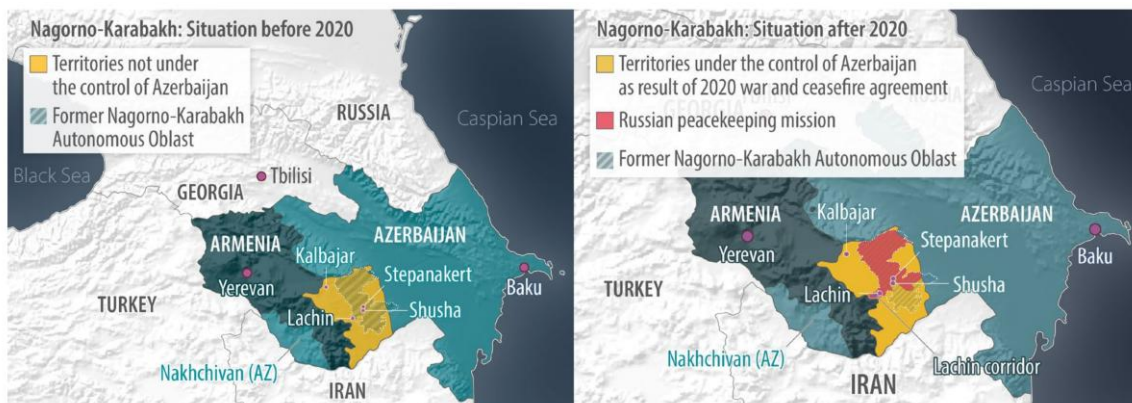 Nagorno-Karabakh: Situation before 2020
Territories not under
the control of Azerbaijan
Former Nagorno-Karabakh
Autonomous Oblast
RUSSIA
Caspian Sea
Black Sea
Tbilisi
GEORGIA
ARMENIA
AZERBAIJAN
Kalbajar
Stepanakert
Yerevan
Baku
Shusha
TURKEY
Lachin
Nakhchivan (AZ)
IRAN
Nagorno-Karabakh: Situation after 2020
Territories under the control of Azerbaijan
as result of 2020 war and ceasefire agreement
Russian peacekeeping mission
Former Nagorno-Karabakh Autonomous Oblast
GEORGIA
Tbilisi
RUSSIA
Caspian Sea
ARMENIA
Kalbajar
AZERBAIJAN
Stepanakert
Yerevan
Baku
TURKEY
Shusha
Lachin
Nakhchivan (AZ)
Lachin corridor
IRAN